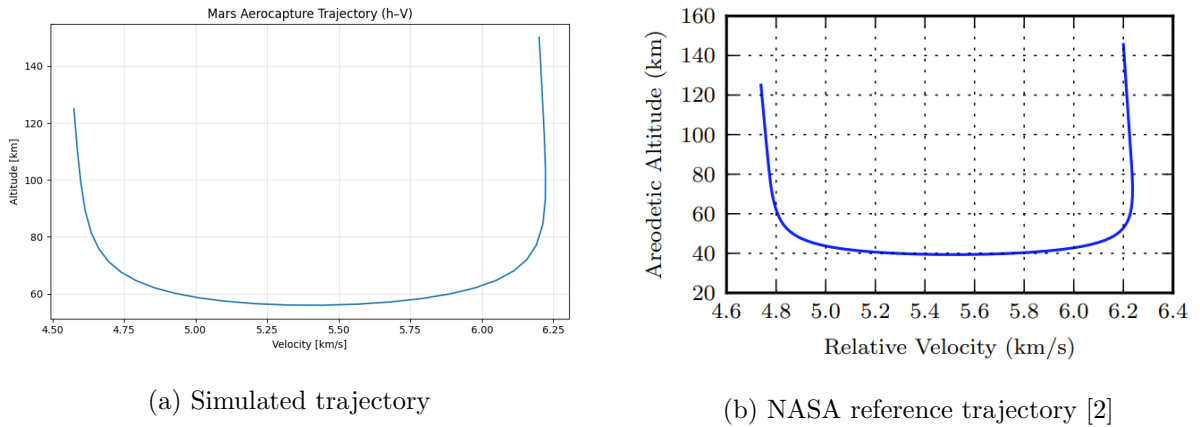 Mars Aerocapture Trajectory (h–V)
Altitude [km]
140
120
100
80
60
4.50 4.75 5.00 5.25 5.50 5.75 6.00 6.25
Velocity [km/s]
(a) Simulated trajectory
Areodetic Altitude (km)
160
140
120
100
80
60
40
20
4.6 4.8 5.0 5.2 5.4 5.6 5.8 6.0 6.2 6.4
Relative Velocity (km/s)
(b) NASA reference trajectory [2]